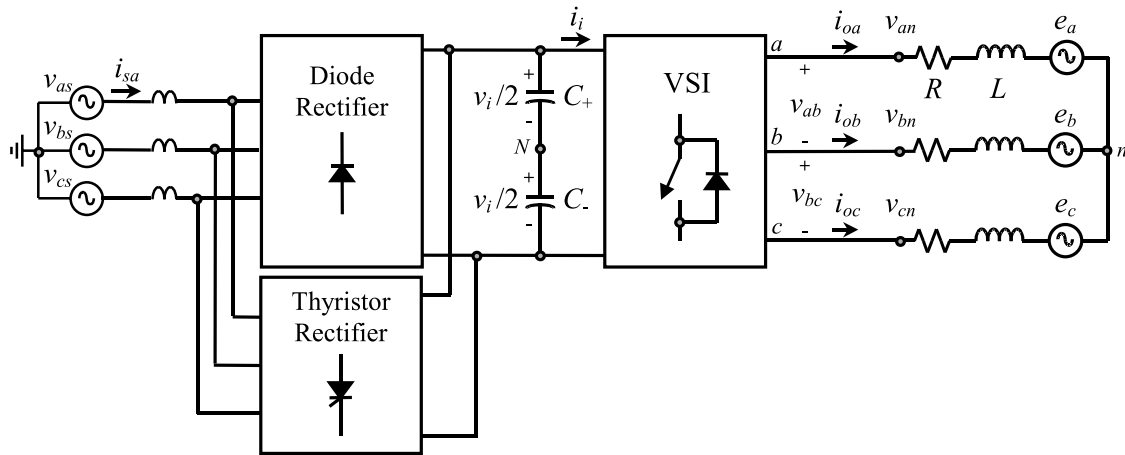 v_as
i_sa
v_bs
v_cs
Diode
Rectifier
Thyristor
Rectifier
i_i
+
v_i/2
C_+
-
N
+
v_i/2
C_-
-
VSI
a
i_oa
v_an
e_a
+
R
L
v_ab
i_ob
v_bn
e_b
b
-
n
+
v_bc
i_oc
v_cn
e_c
c
-